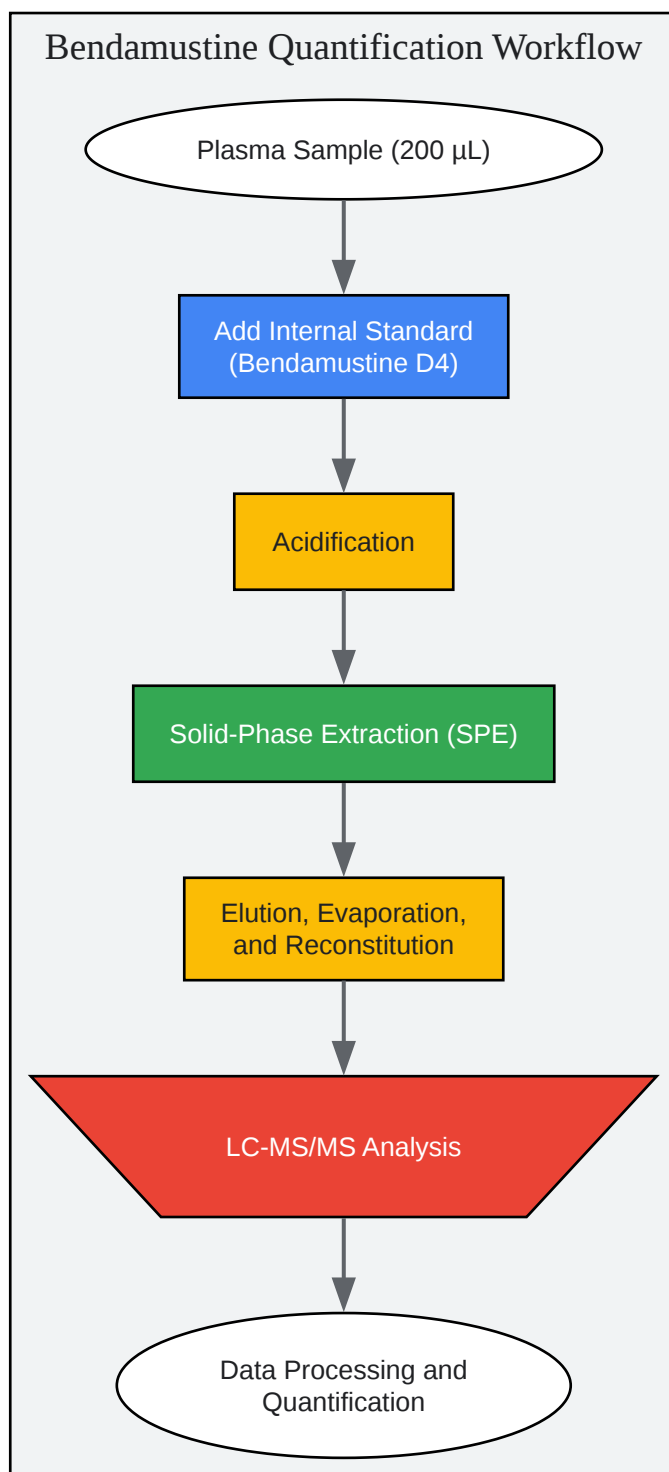 Bendamustine Quantification Workflow
Plasma Sample (200 µL)
Add Internal Standard
(Bendamustine D4)
Acidification
Solid-Phase Extraction (SPE)
Elution, Evaporation,
and Reconstitution
LC-MS/MS Analysis
Data Processing and
Quantification